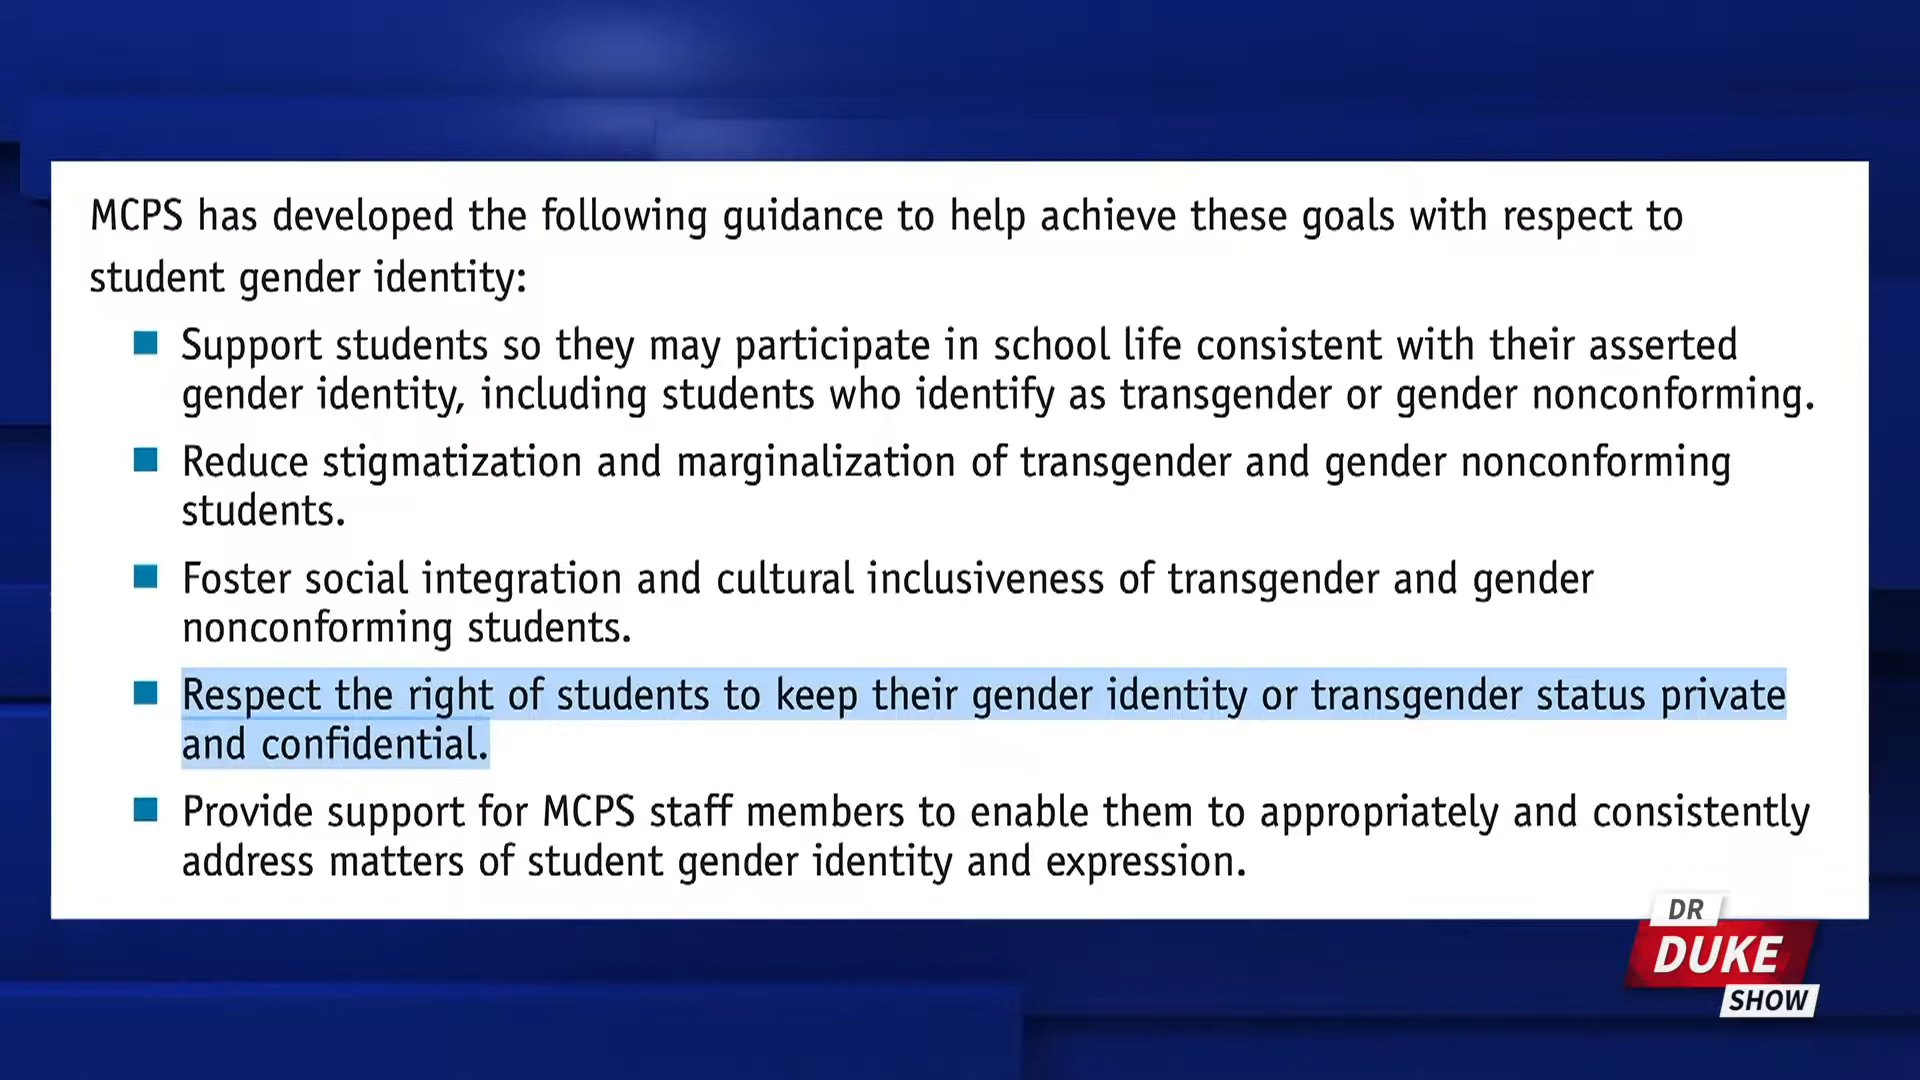 MCPS has developed the following guidance to help achieve these goals with respect to
student gender identity:
Support students so they may participate in school life consistent with their asserted
gender identity, including students who identify as transgender or gender nonconforming.
Reduce stigmatization and marginalization of transgender and gender nonconforming
students.
Foster social integration and cultural inclusiveness of transgender and gender
nonconforming students.
Respect the right of students to keep their gender identity or transgender status private
and confidential.
Provide support for MCPS staff members to enable them to appropriately and consistently
address matters of student gender identity and expression.
DR
DUKE
SHOW